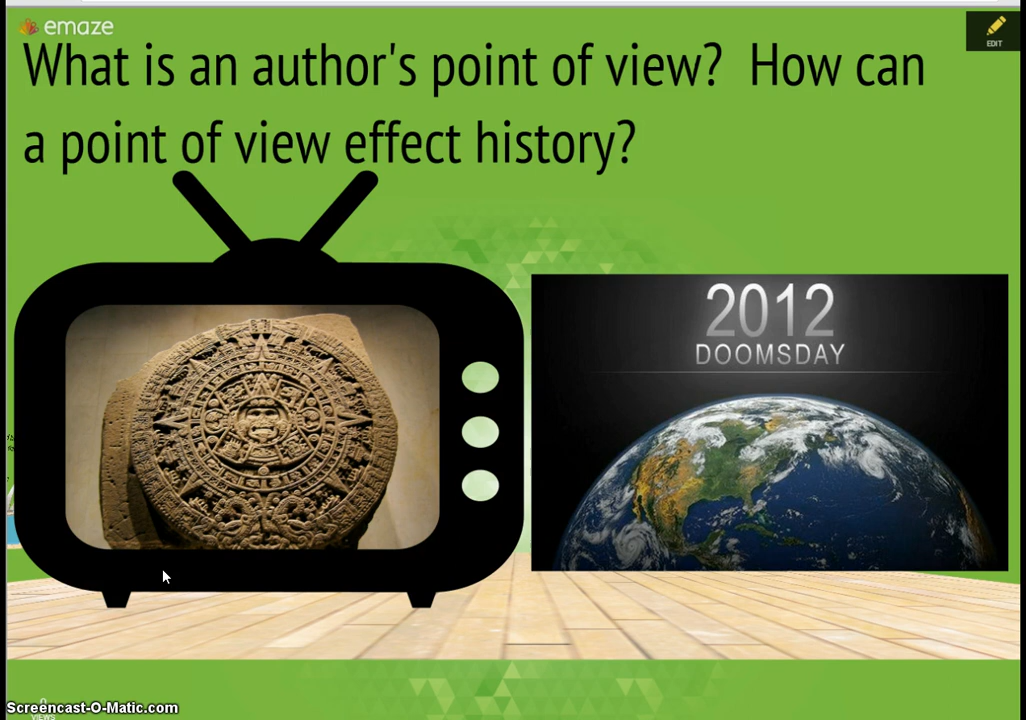 emaze
What is an author's point of view? How can
EDIT
a point of view effect history?
2012
DOOMSDAY
Screencast-O-Matic.com
VIEWS